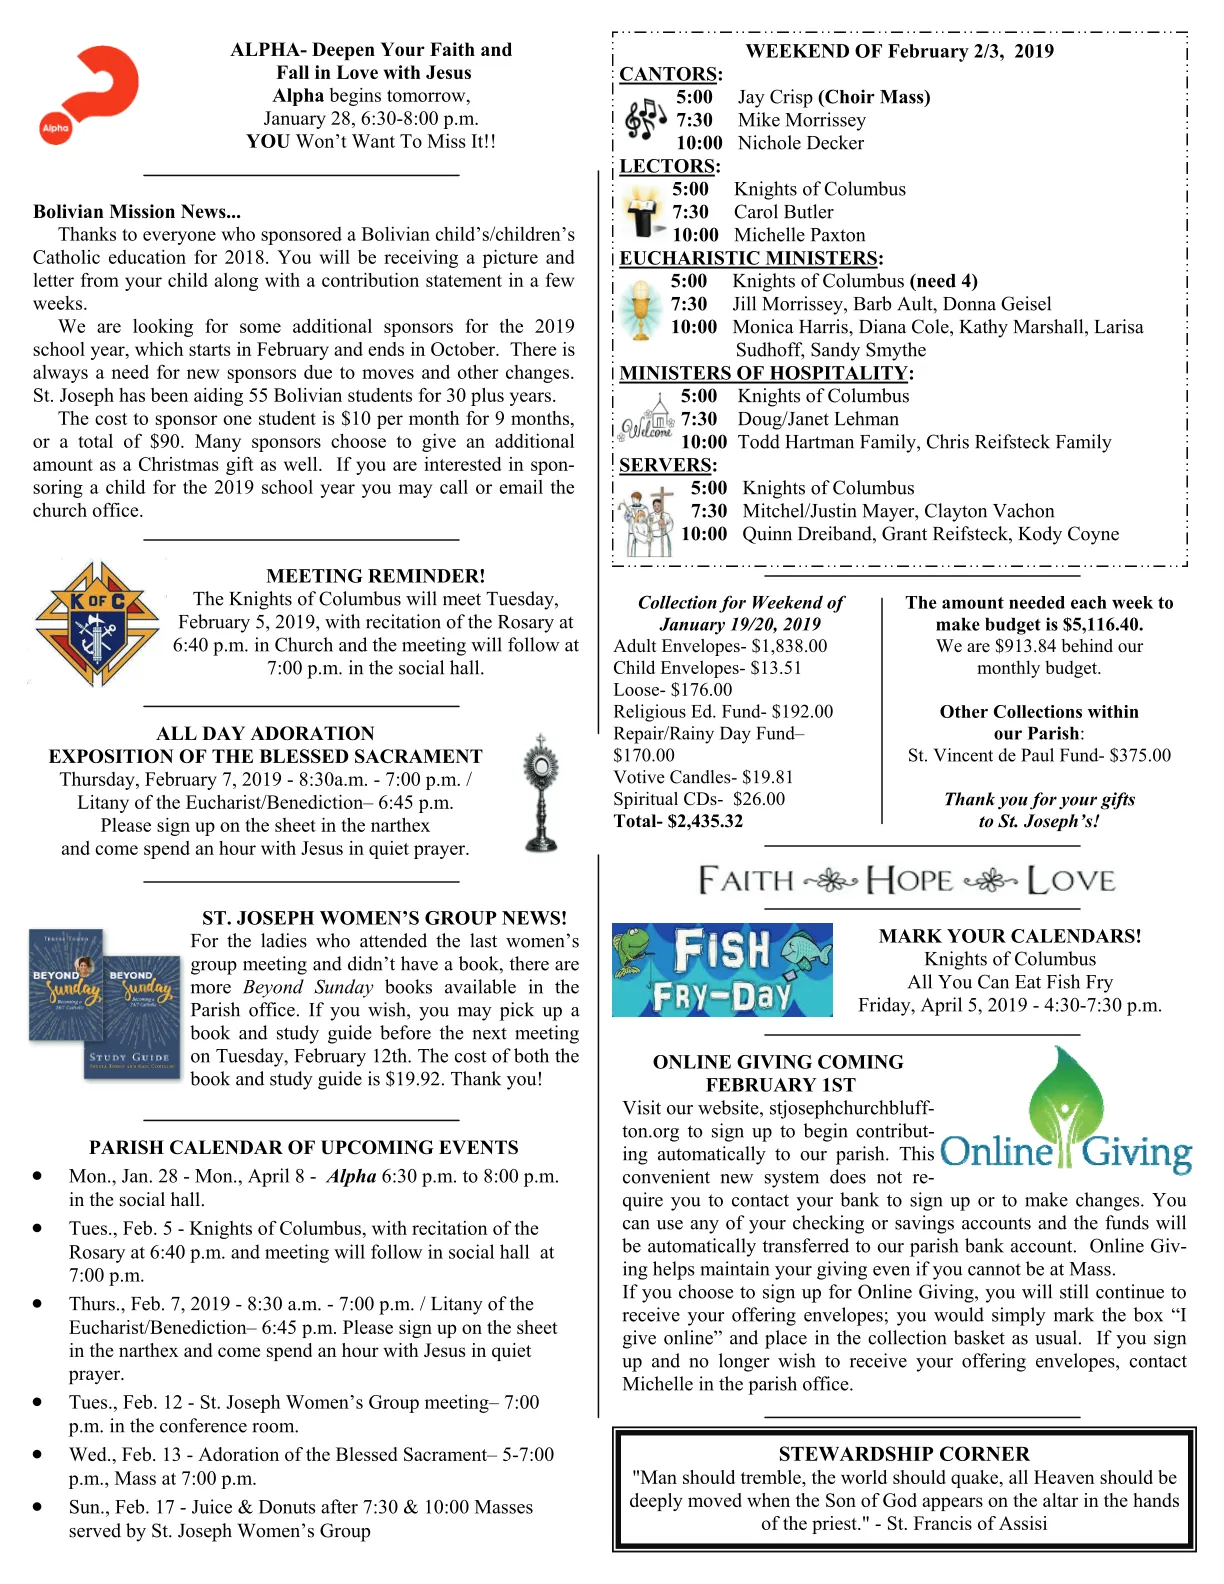 Alpha
ALPHA- Deepen Your Faith and
Fall in Love with Jesus
Alpha begins tomorrow,
January 28, 6:30-8:00 p.m.
YOU Won't Want To Miss It!!
Bolivian Mission News...
Thanks to everyone who sponsored a Bolivian child's/children's
Catholic education for 2018. You will be receiving a picture and
letter from your child along with a contribution statement in a few
weeks.
We are looking for some additional sponsors for the 2019
school year, which starts in February and ends in October. There is
always a need for new sponsors due to moves and other changes.
St. Joseph has been aiding 55 Bolivian students for 30 plus years.
The cost to sponsor one student is $10 per month for 9 months,
or a total of $90. Many sponsors choose to give an additional
amount as a Christmas gift as well. If you are interested in spon-
soring a child for the 2019 school year you may call or email the
church office.
K OF C
MEETING REMINDER!
The Knights of Columbus will meet Tuesday,
February 5, 2019, with recitation of the Rosary at
6:40 p.m. in Church and the meeting will follow at
7:00 p.m. in the social hall.
ALL DAY ADORATION
EXPOSITION OF THE BLESSED SACRAMENT
Thursday, February 7, 2019 - 8:30a.m. - 7:00 p.m. /
Litany of the Eucharist/Benediction– 6:45 p.m.
Please sign up on the sheet in the narthex
and come spend an hour with Jesus in quiet prayer.
BEYOND
Sunday
BEYOND
Sunday
STUDY GUIDE
ST. JOSEPH WOMEN'S GROUP NEWS!
For the ladies who attended the last women's
group meeting and didn't have a book, there are
more Beyond Sunday books available in the
Parish office. If you wish, you may pick up a
book and study guide before the next meeting
on Tuesday, February 12th. The cost of both the
book and study guide is $19.92. Thank you!
PARISH CALENDAR OF UPCOMING EVENTS
• Mon., Jan. 28 - Mon., April 8 - Alpha 6:30 p.m. to 8:00 p.m.
in the social hall.
• Tues., Feb. 5 - Knights of Columbus, with recitation of the
Rosary at 6:40 p.m. and meeting will follow in social hall at
7:00 p.m.
• Thurs., Feb. 7, 2019 - 8:30 a.m. - 7:00 p.m. / Litany of the
Eucharist/Benediction– 6:45 p.m. Please sign up on the sheet
in the narthex and come spend an hour with Jesus in quiet
prayer.
• Tues., Feb. 12 - St. Joseph Women's Group meeting– 7:00
p.m. in the conference room.
• Wed., Feb. 13 - Adoration of the Blessed Sacrament– 5-7:00
p.m., Mass at 7:00 p.m.
• Sun., Feb. 17 - Juice & Donuts after 7:30 & 10:00 Masses
served by St. Joseph Women's Group
WEEKEND OF February 2/3, 2019
CANTORS:
5:00 Jay Crisp (Choir Mass)
7:30 Mike Morrissey
10:00 Nichole Decker
LECTORS:
5:00 Knights of Columbus
7:30 Carol Butler
10:00 Michelle Paxton
EUCHARISTIC MINISTERS:
5:00 Knights of Columbus (need 4)
7:30 Jill Morrissey, Barb Ault, Donna Geisel
10:00 Monica Harris, Diana Cole, Kathy Marshall, Larisa
Sudhoff, Sandy Smythe
MINISTERS OF HOSPITALITY:
5:00 Knights of Columbus
Welcome
7:30 Doug/Janet Lehman
10:00 Todd Hartman Family, Chris Reifsteck Family
SERVERS:
5:00 Knights of Columbus
7:30 Mitchel/Justin Mayer, Clayton Vachon
10:00 Quinn Dreiband, Grant Reifsteck, Kody Coyne
Collection for Weekend of
January 19/20, 2019
Adult Envelopes- $1,838.00
Child Envelopes- $13.51
Loose- $176.00
Religious Ed. Fund- $192.00
Repair/Rainy Day Fund–
$170.00
Votive Candles- $19.81
Spiritual CDs- $26.00
Total- $2,435.32
The amount needed each week to
make budget is $5,116.40.
We are $913.84 behind our
monthly budget.
Other Collections within
our Parish:
St. Vincent de Paul Fund- $375.00
Thank you for your gifts
to St. Joseph's!
FAITH HOPE LOVE
FISH
FRY-DAY
MARK YOUR CALENDARS!
Knights of Columbus
All You Can Eat Fish Fry
Friday, April 5, 2019 - 4:30-7:30 p.m.
ONLINE GIVING COMING
FEBRUARY 1ST
Visit our website, stjosephchurchbluff-
ton.org to sign up to begin contribut-
ing automatically to our parish. This
convenient new system does not re-
Online Giving
quire you to contact your bank to sign up or to make changes. You
can use any of your checking or savings accounts and the funds will
be automatically transferred to our parish bank account. Online Giv-
ing helps maintain your giving even if you cannot be at Mass.
If you choose to sign up for Online Giving, you will still continue to
receive your offering envelopes; you would simply mark the box “I
give online” and place in the collection basket as usual. If you sign
up and no longer wish to receive your offering envelopes, contact
Michelle in the parish office.
STEWARDSHIP CORNER
"Man should tremble, the world should quake, all Heaven should be
deeply moved when the Son of God appears on the altar in the hands
of the priest." - St. Francis of Assisi